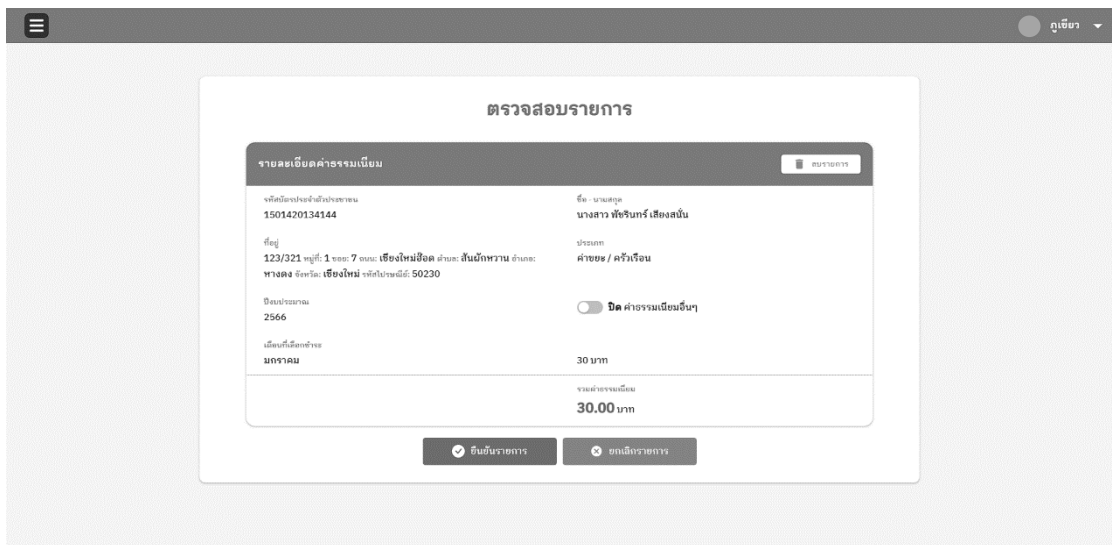 ภูเขียว
ตรวจสอบรายการ
รายละเอียดค่าธรรมเนียม
ลบรายการ
รหัสบัตรประจำตัวประชาชน
ชื่อ - นามสกุล
1501420134144
นางสาว พัชรินทร์ เสียงสนั่น
ที่อยู่
ประเภท
123/321 หมู่ที่: 1 ซอย: 7 ถนน: เชียงใหม่ฮ็อด ตำบล: สันผักหวาน อำเภอ:
ค่าขยะ / ครัวเรือน
หางดง จังหวัด: เชียงใหม่ รหัสไปรษณีย์: 50230
ปีงบประมาณ
2566
ปิด ค่าธรรมเนียมอื่นๆ
เดือนที่เลือกชำระ
มกราคม
30 บาท
รวมค่าธรรมเนียม
30.00 บาท
ยืนยันรายการ
ยกเลิกรายการ